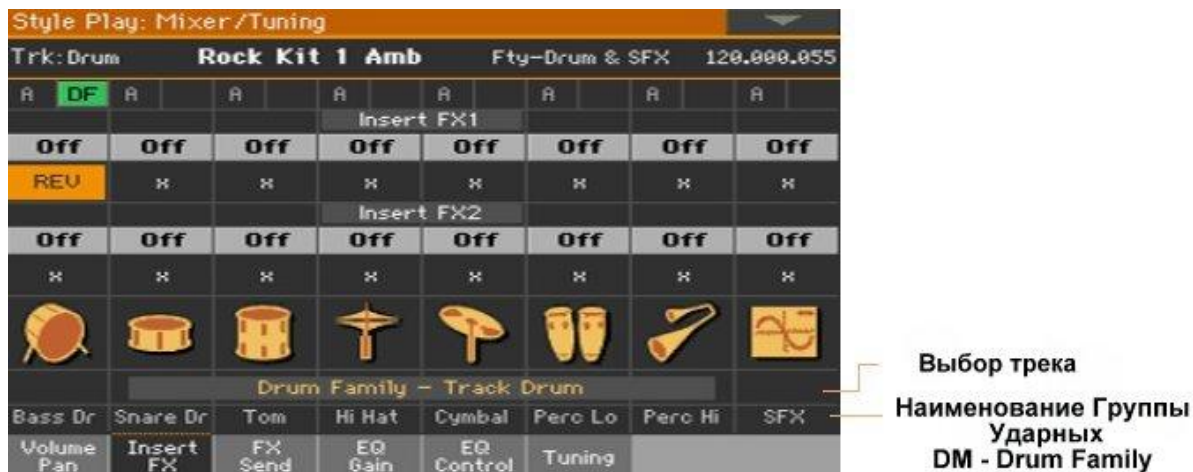 Style Play: Mixer/Tuning
Trk: Drum Rock Kit 1 Amb Fty-Drum & SFX 120.000.055
A DF A A A A A A A
Insert FX1
Off Off Off Off Off Off Off Off
REV x x x x x x x
Insert FX2
Off Off Off Off Off Off Off Off
x x x x x x x x
Drum Family - Track Drum
Выбор трека
Bass Dr Snare Dr Tom Hi Hat Cymbal Perc Lo Perc Hi SFX
Наименование Группы
Ударных
DM - Drum Family
Volume Insert FX EQ EQ Tuning
Pan FX Send Gain Control